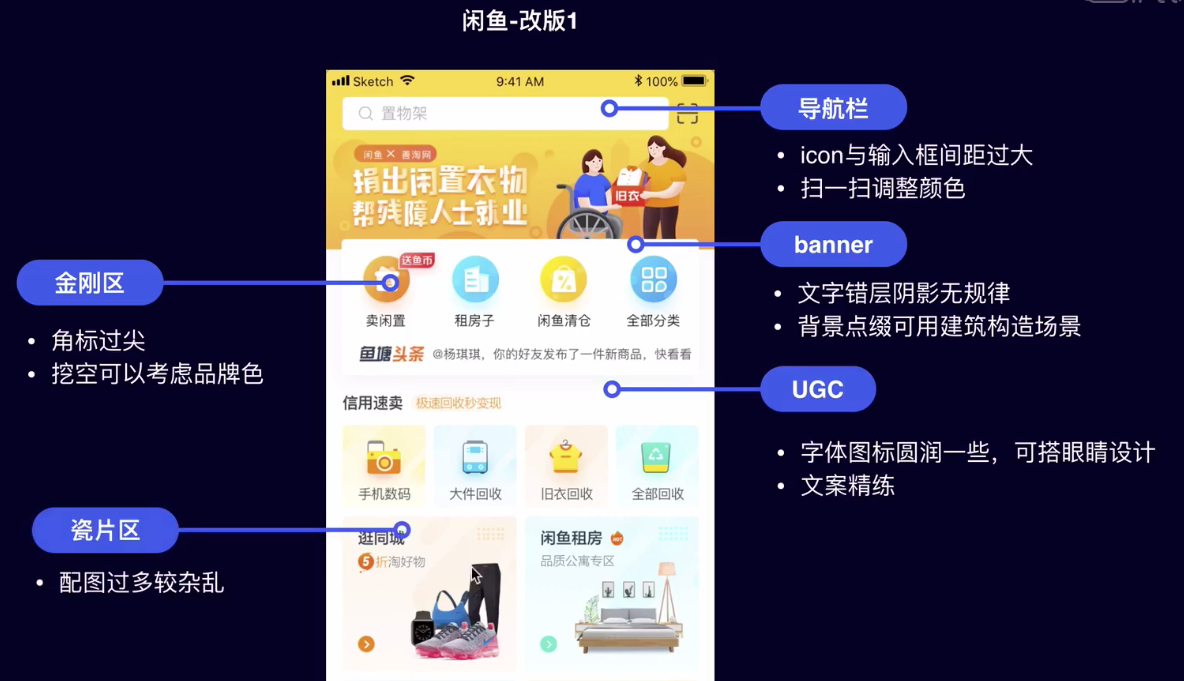 闲鱼-改版1
Sketch 9:41 AM 100%
置物架
闲鱼 × 善淘网
捐出闲置衣物
帮残障人士就业
旧衣
送鱼币
卖闲置 租房子 闲鱼清仓 全部分类
鱼塘头条 @杨琪琪，你的好友发布了一件新商品，快看看
信用速卖 极速回收秒变现
手机数码 大件回收 旧衣回收 全部回收
逛同城
5折淘好物
闲鱼租房 HOT
品质公寓专区
金刚区
• 角标过尖
• 挖空可以考虑品牌色
瓷片区
• 配图过多较杂乱
导航栏
• icon与输入框间距过大
• 扫一扫调整颜色
banner
• 文字错层阴影无规律
• 背景点缀可用建筑构造场景
UGC
• 字体图标圆润一些，可搭眼睛设计
• 文案精练